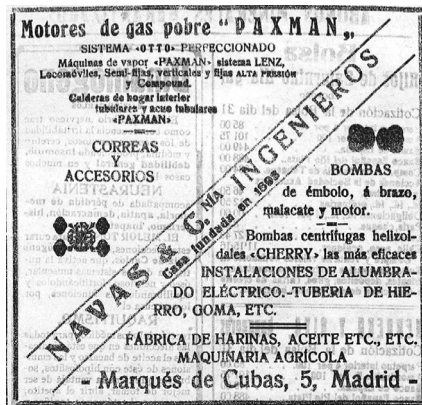 Motores de gas pobre "PAXMAN„
SISTEMA «OTTO» PERFECCIONADO
Máquinas de vapor «PAXMAN» sistema LENZ,
Locomóviles, Semi-fijas, verticales y fijas ALTA PRESIÓN
y Compound.
Calderas de hogar interior
tubulares y acuo tubulares
«PAXMAN»
CORREAS
Y
ACCESORIOS
NAVAS & C.ñía INGENIEROS
Casa fundada en 1698
BOMBAS
de émbolo, á brazo,
malacate y motor.
Bombas centrífugas helizoi-
dales «CHERRY» las más eficaces
INSTALACIONES DE ALUMBRA-
DO ELÉCTRICO.-TUBERIA DE HIE-
RRO, GOMA, ETC.
FÁBRICA DE HARINAS, ACEITE ETC., ETC.
MAQUINARIA AGRÍCOLA
- Marqués de Cubas, 5, Madrid -